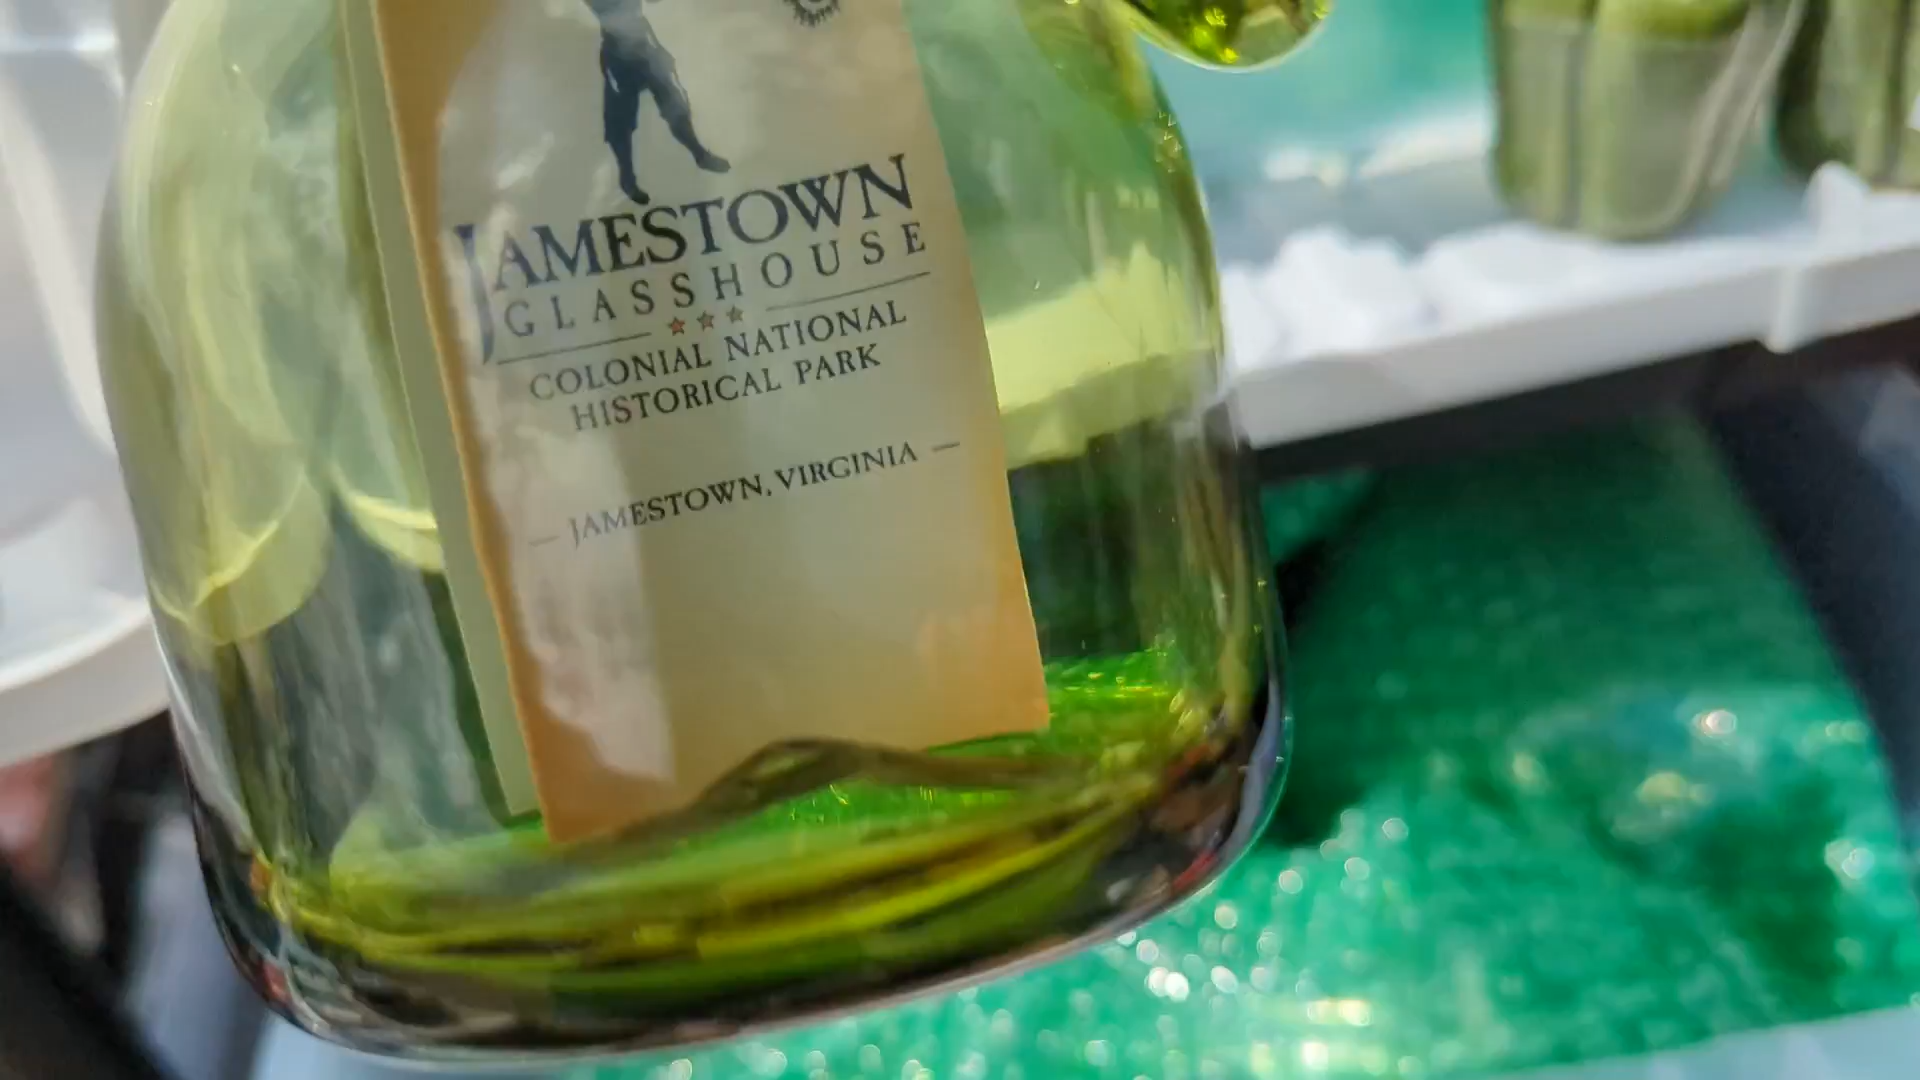 JAMESTOWN
GLASSHOUSE
COLONIAL NATIONAL
HISTORICAL PARK
— JAMESTOWN, VIRGINIA —